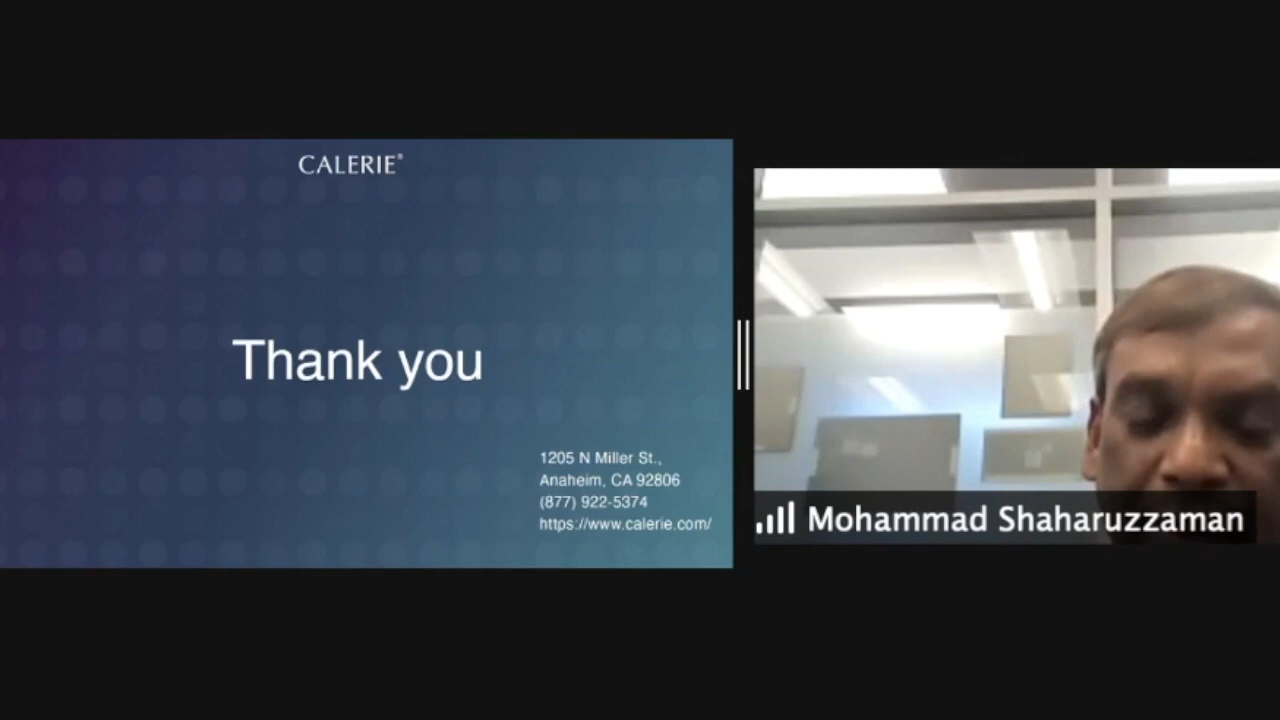 CALERIE®
Thank you
1205 N Miller St.,
Anaheim, CA 92806
(877) 922-5374
https://www.calerie.com/
Mohammad Shaharuzzaman